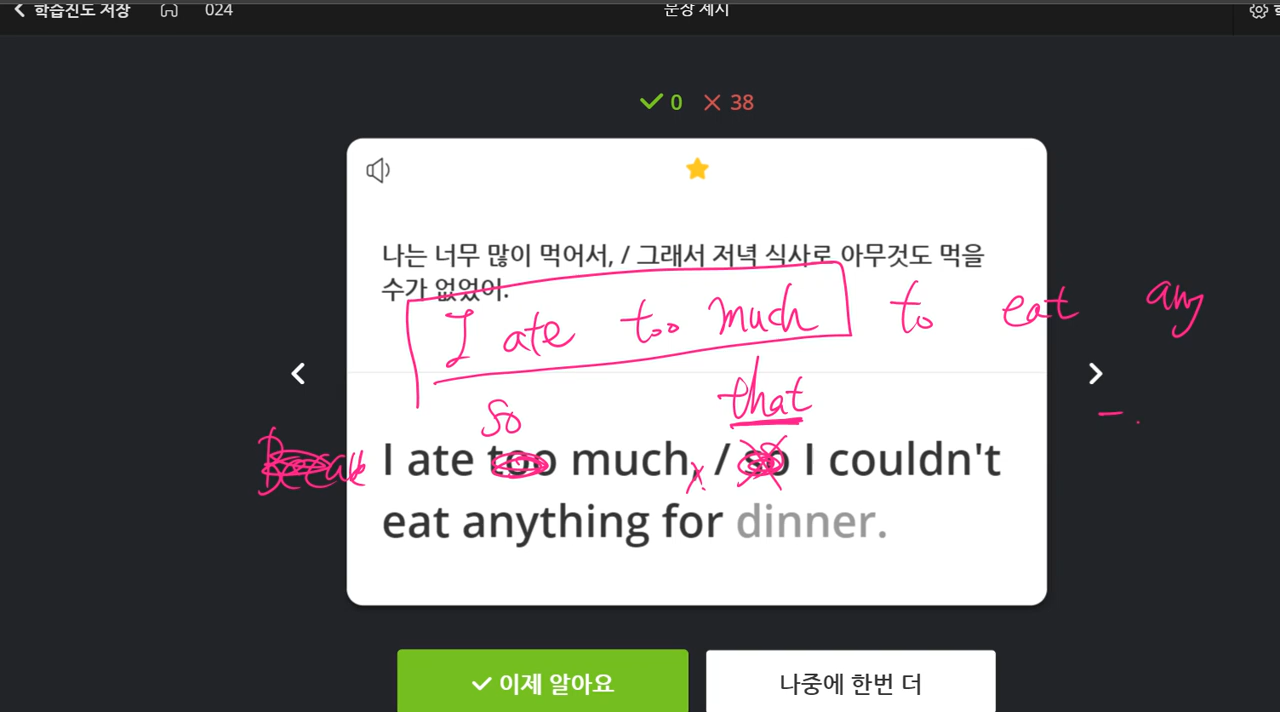 학습진도 저장 024 문장 제시
0 38
나는 너무 많이 먹어서, / 그래서 저녁 식사로 아무것도 먹을
수가 없었어.
I ate too much to eat any
so that
I ate too much, / so I couldn't
eat anything for dinner.
이제 알아요 나중에 한번 더